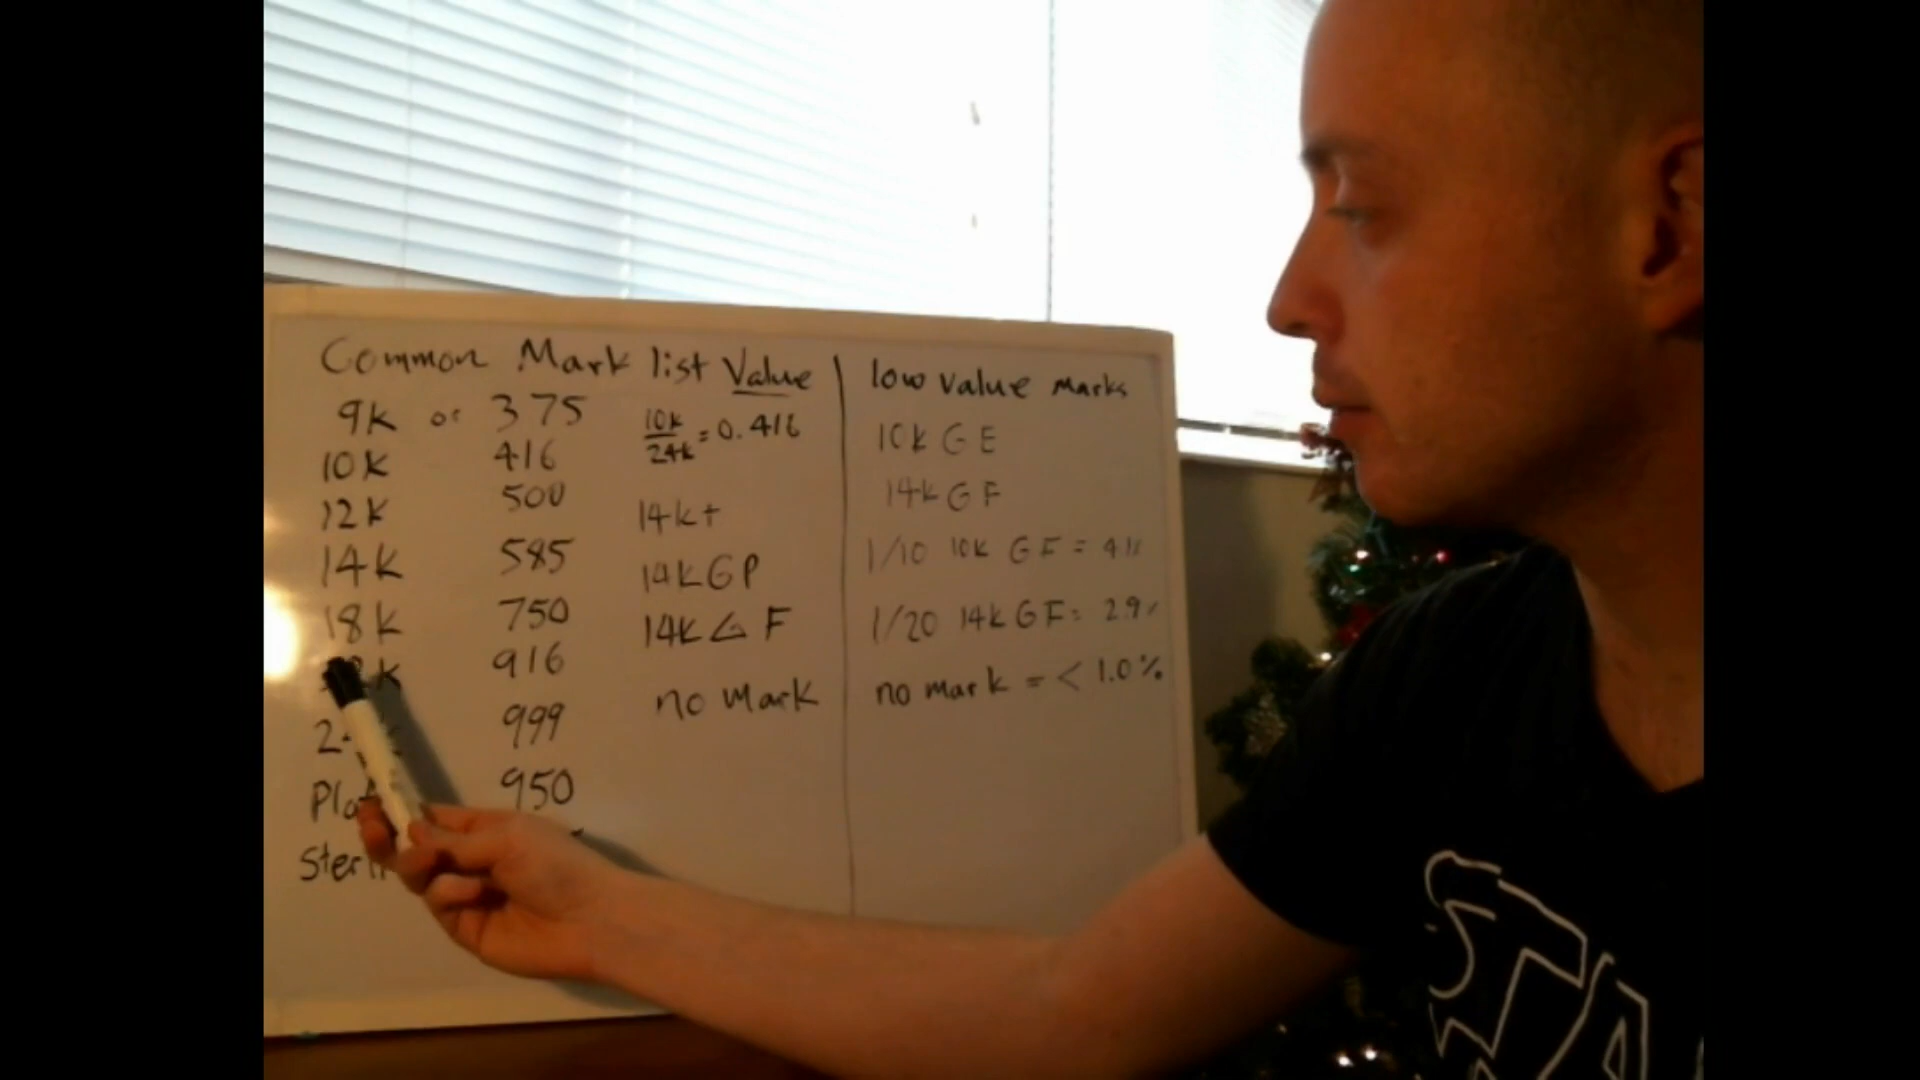 Common Mark list Value
9k or 375
10k 416
12k 500
14k 585
18k 750
k 916
999
950
10k
24k = 0.416
14kt
14KGP
14KGF
no mark
low value marks
10k GE
14k GF
1/10 10k GF =
1/20 14k GF = 2.9%
no mark = < 1.0%